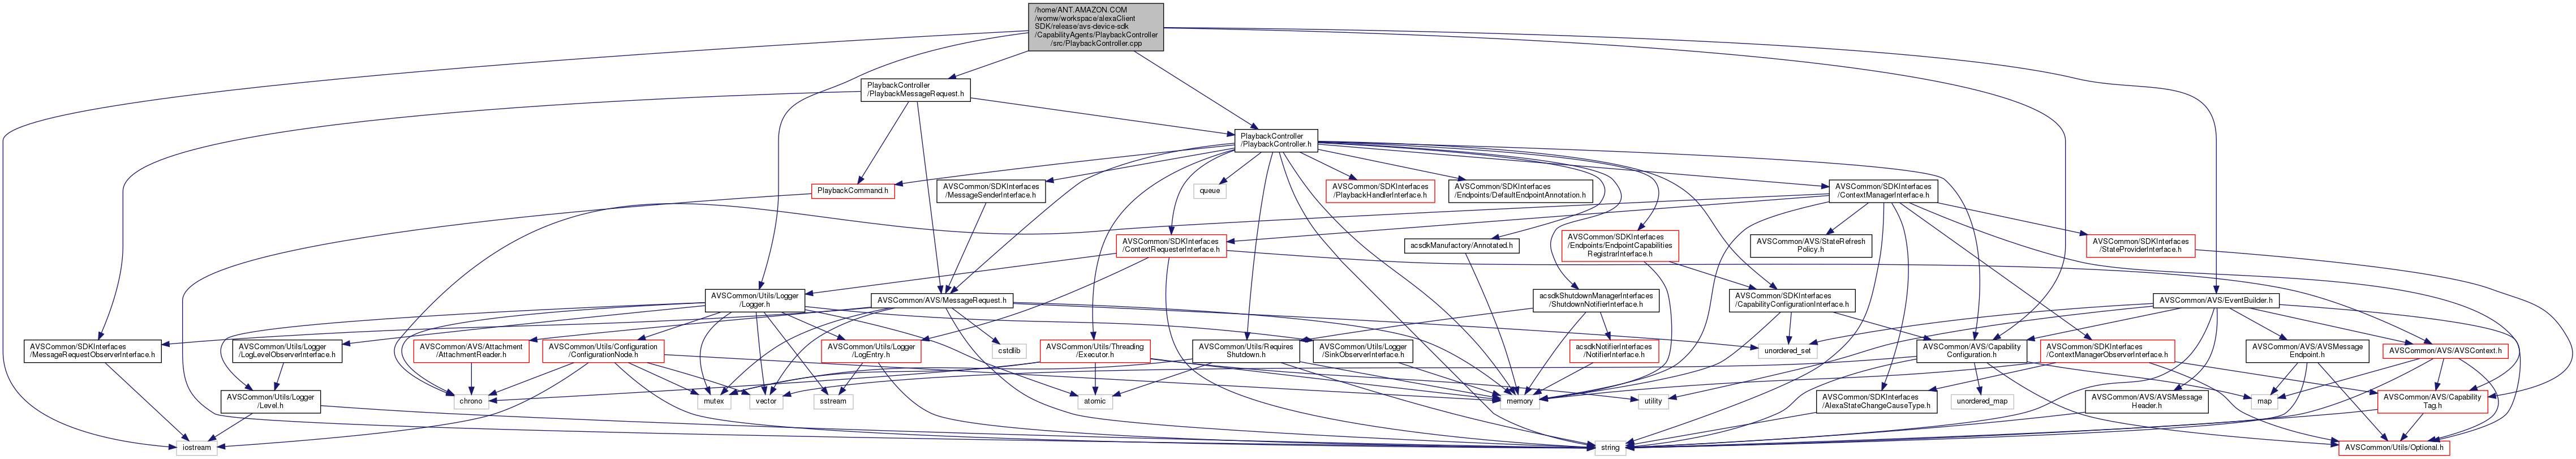 /home/ANT.AMAZON.COM
/womw/workspace/alexaClient
SDK/release/avs-device-sdk
/CapabilityAgents/PlaybackController
/src/PlaybackController.cpp
PlaybackController
/PlaybackMessageRequest.h
PlaybackController
/PlaybackController.h
PlaybackCommand.h
AVSCommon/SDKInterfaces
/MessageSenderInterface.h
queue
AVSCommon/SDKInterfaces
/PlaybackHandlerInterface.h
AVSCommon/SDKInterfaces
/Endpoints/DefaultEndpointAnnotation.h
AVSCommon/SDKInterfaces
/ContextManagerInterface.h
AVSCommon/SDKInterfaces
/ContextRequesterInterface.h
acsdkManufactory/Annotated.h
AVSCommon/SDKInterfaces
/Endpoints/EndpointCapabilities
RegistrarInterface.h
AVSCommon/AVS/StateRefresh
Policy.h
AVSCommon/SDKInterfaces
/StateProviderInterface.h
AVSCommon/Utils/Logger
/Logger.h
AVSCommon/AVS/MessageRequest.h
acsdkShutdownManagerInterfaces
/ShutdownNotifierInterface.h
AVSCommon/SDKInterfaces
/CapabilityConfigurationInterface.h
AVSCommon/AVS/EventBuilder.h
AVSCommon/SDKInterfaces
/MessageRequestObserverInterface.h
AVSCommon/Utils/Logger
/LogLevelObserverInterface.h
AVSCommon/AVS/Attachment
/AttachmentReader.h
AVSCommon/Utils/Configuration
/ConfigurationNode.h
AVSCommon/Utils/Logger
/LogEntry.h
cstdlib
AVSCommon/Utils/Threading
/Executor.h
AVSCommon/Utils/Requires
Shutdown.h
AVSCommon/Utils/Logger
/SinkObserverInterface.h
acsdkNotifierInterfaces
/NotifierInterface.h
unordered_set
AVSCommon/AVS/Capability
Configuration.h
AVSCommon/SDKInterfaces
/ContextManagerObserverInterface.h
AVSCommon/AVS/AVSMessage
Endpoint.h
AVSCommon/AVS/AVSContext.h
AVSCommon/Utils/Logger
/Level.h
chrono
mutex
vector
sstream
atomic
memory
utility
AVSCommon/SDKInterfaces
/AlexaStateChangeCauseType.h
unordered_map
AVSCommon/AVS/AVSMessage
Header.h
map
AVSCommon/AVS/Capability
Tag.h
iostream
string
AVSCommon/Utils/Optional.h